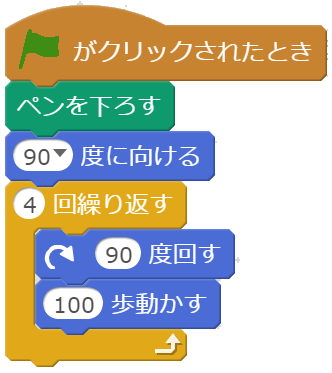 がクリックされたとき
ペンを下ろす
90 度に向ける
4 回繰り返す
90 度回す
100 歩動かす